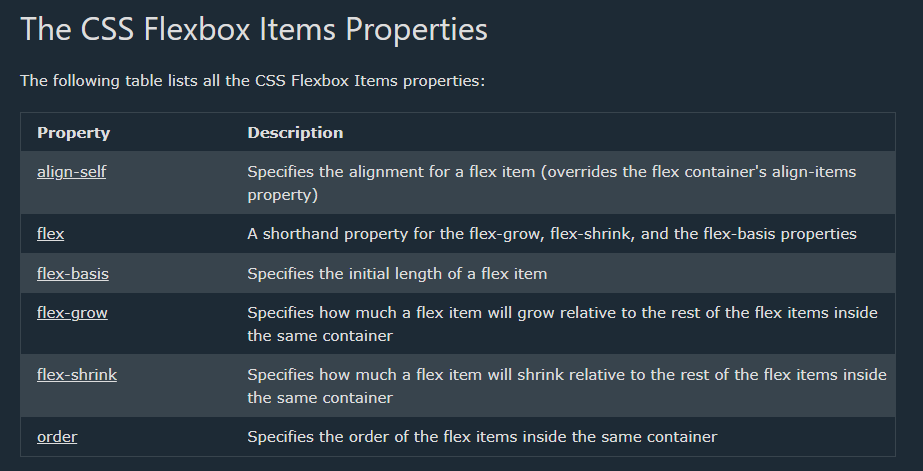 The CSS Flexbox Items Properties
The following table lists all the CSS Flexbox Items properties:
Property Description
align-self Specifies the alignment for a flex item (overrides the flex container's align-items
property)
flex A shorthand property for the flex-grow, flex-shrink, and the flex-basis properties
flex-basis Specifies the initial length of a flex item
flex-grow Specifies how much a flex item will grow relative to the rest of the flex items inside
the same container
flex-shrink Specifies how much a flex item will shrink relative to the rest of the flex items inside
the same container
order Specifies the order of the flex items inside the same container